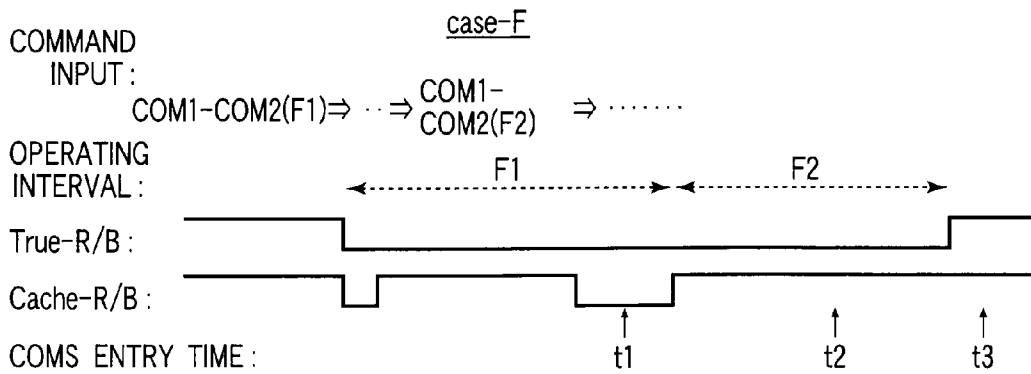 case-F
COMMAND
INPUT :
COM1-COM2(F1)⇒ ·· ⇒ COM1-
COM2(F2) ⇒ ·······
OPERATING
INTERVAL :
F1 F2
True-R/B :
Cache-R/B :
COMS ENTRY TIME : t1 t2 t3